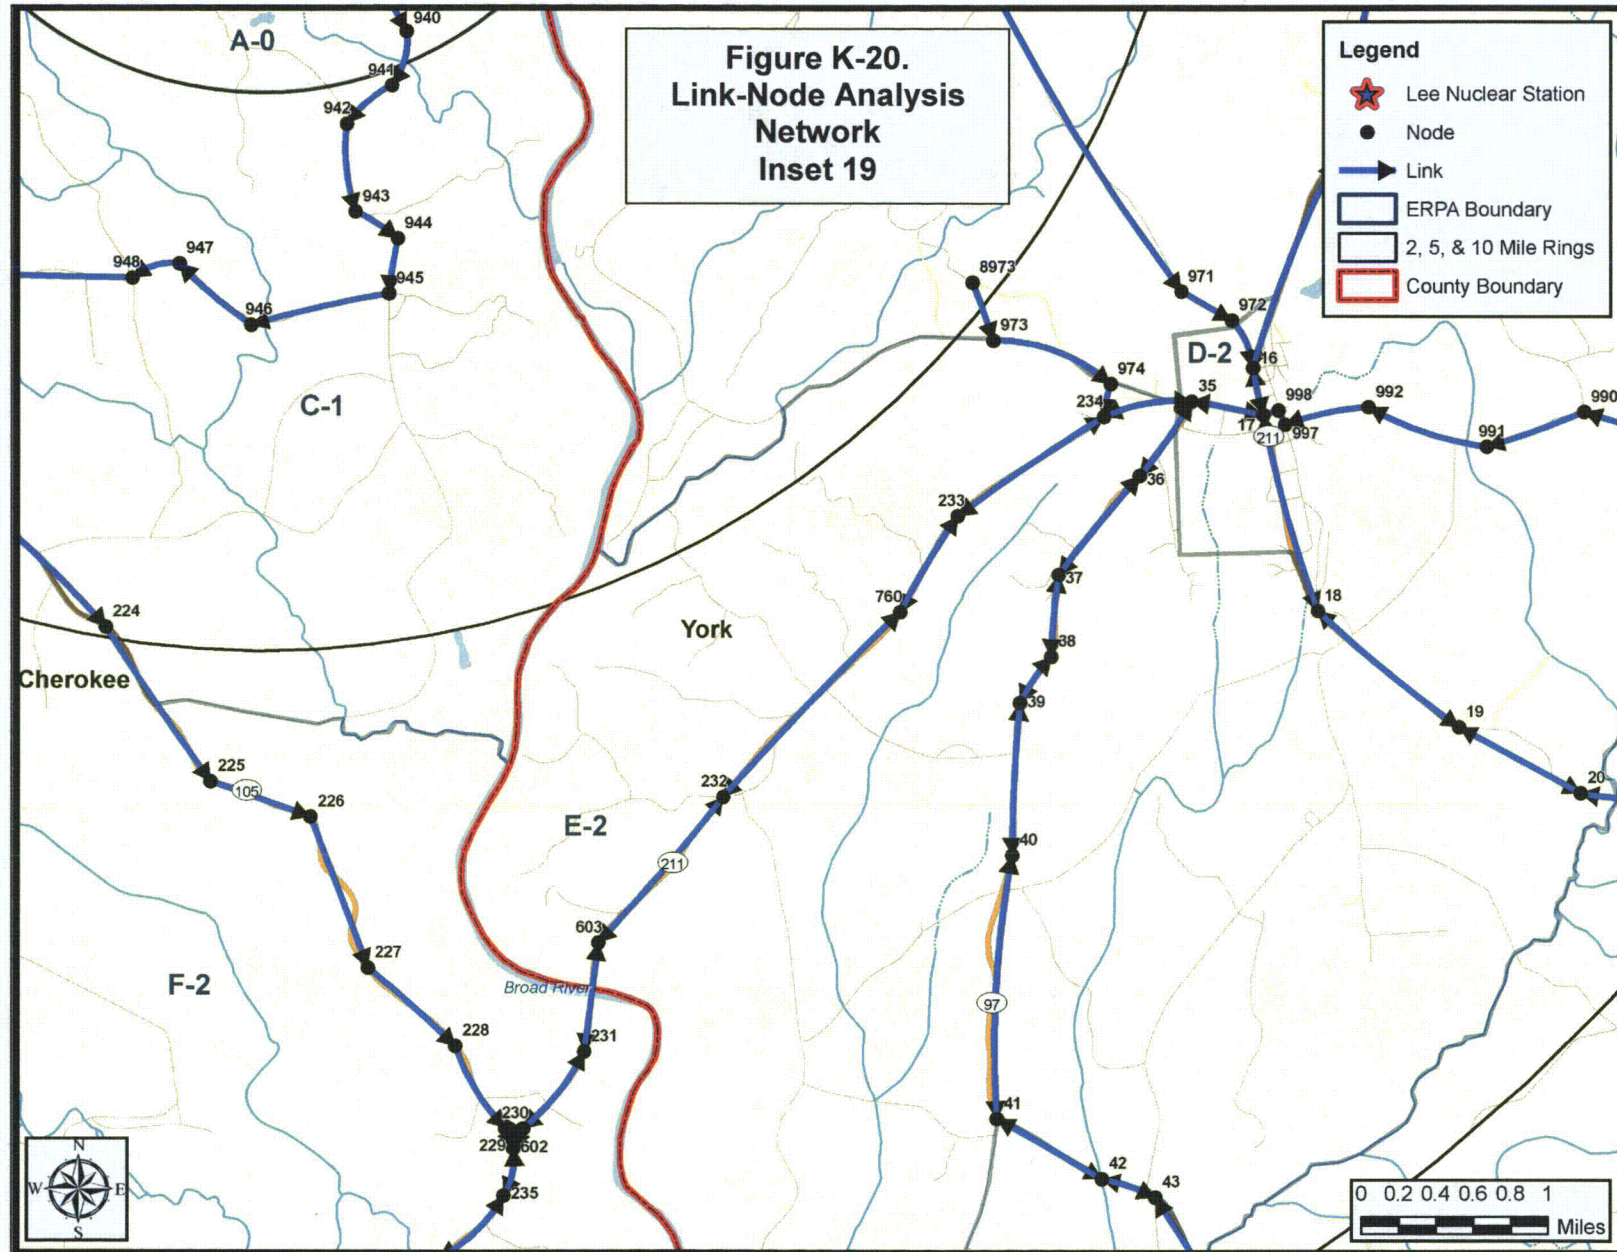 Figure K-20.
Link-Node Analysis
Network
Inset 19
Legend
Lee Nuclear Station
Node
Link
ERPA Boundary
2, 5, & 10 Mile Rings
County Boundary
940
A-0
941
942
943
944
945
946
947
948
8973
973
971
972
D-2
16
974
35
234
17
998
997
992
991
990
211
C-1
36
233
37
18
760
York
38
39
19
20
224
Cherokee
225
105
226
232
E-2
211
40
603
227
F-2
Broad River
97
228
231
41
230
229
602
42
43
235
N
W
E
S
0 0.2 0.4 0.6 0.8 1
Miles